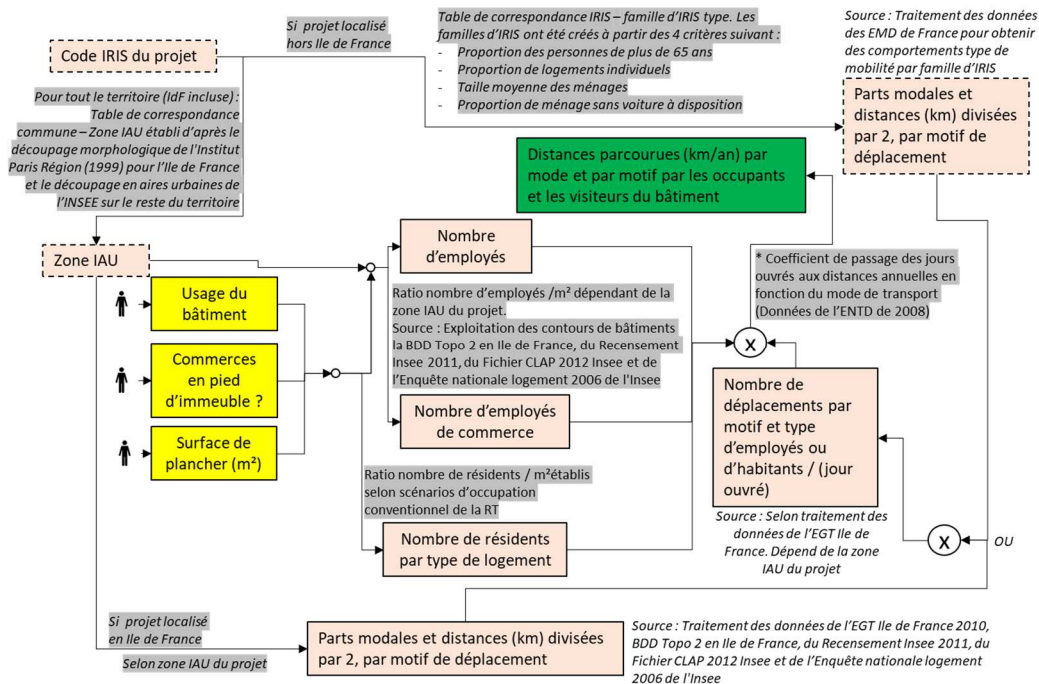 Si projet localisé
hors Ile de France
Table de correspondance IRIS – famille d'IRIS type. Les
familles d'IRIS ont été créés à partir des 4 critères suivant :
- Proportion des personnes de plus de 65 ans
- Proportion de logements individuels
- Taille moyenne des ménages
- Proportion de ménage sans voiture à disposition
Source : Traitement des données
des EMD de France pour obtenir
des comportements type de
mobilité par famille d'IRIS
Code IRIS du projet
Pour tout le territoire (IdF incluse) :
Table de correspondance
commune – Zone IAU établi d'après le
découpage morphologique de l'Institut
Paris Région (1999) pour l'Ile de France
et le découpage en aires urbaines de
l'INSEE sur le reste du territoire
Parts modales et
distances (km) divisées
par 2, par motif de
déplacement
Distances parcourues (km/an) par
mode et par motif par les occupants
et les visiteurs du bâtiment
Zone IAU
Nombre
d'employés
* Coefficient de passage des jours
ouvrés aux distances annuelles en
fonction du mode de transport
(Données de l'ENTD de 2008)
Usage du
bâtiment
Commerces
en pied
d'immeuble ?
Surface de
plancher (m²)
Ratio nombre d'employés /m² dépendant de la
zone IAU du projet.
Source : Exploitation des contours de bâtiments
la BDD Topo 2 en Ile de France, du Recensement
Insee 2011, du Fichier CLAP 2012 Insee et de
l'Enquête nationale logement 2006 de l'Insee
X
Nombre d'employés
de commerce
Nombre de
déplacements par
motif et type
d'employés ou
d'habitants / (jour
ouvré)
Ratio nombre de résidents / m²établis
selon scénarios d'occupation
conventionnel de la RT
Nombre de résidents
par type de logement
Source : Selon traitement des
données de l'EGT Ile de
France. Dépend de la zone
IAU du projet
X
OU
Si projet localisé
en Ile de France
Selon zone IAU du projet
Parts modales et distances (km) divisées
par 2, par motif de déplacement
Source : Traitement des données de l'EGT Ile de France 2010,
BDD Topo 2 en Ile de France, du Recensement Insee 2011, du
Fichier CLAP 2012 Insee et de l'Enquête nationale logement
2006 de l'Insee